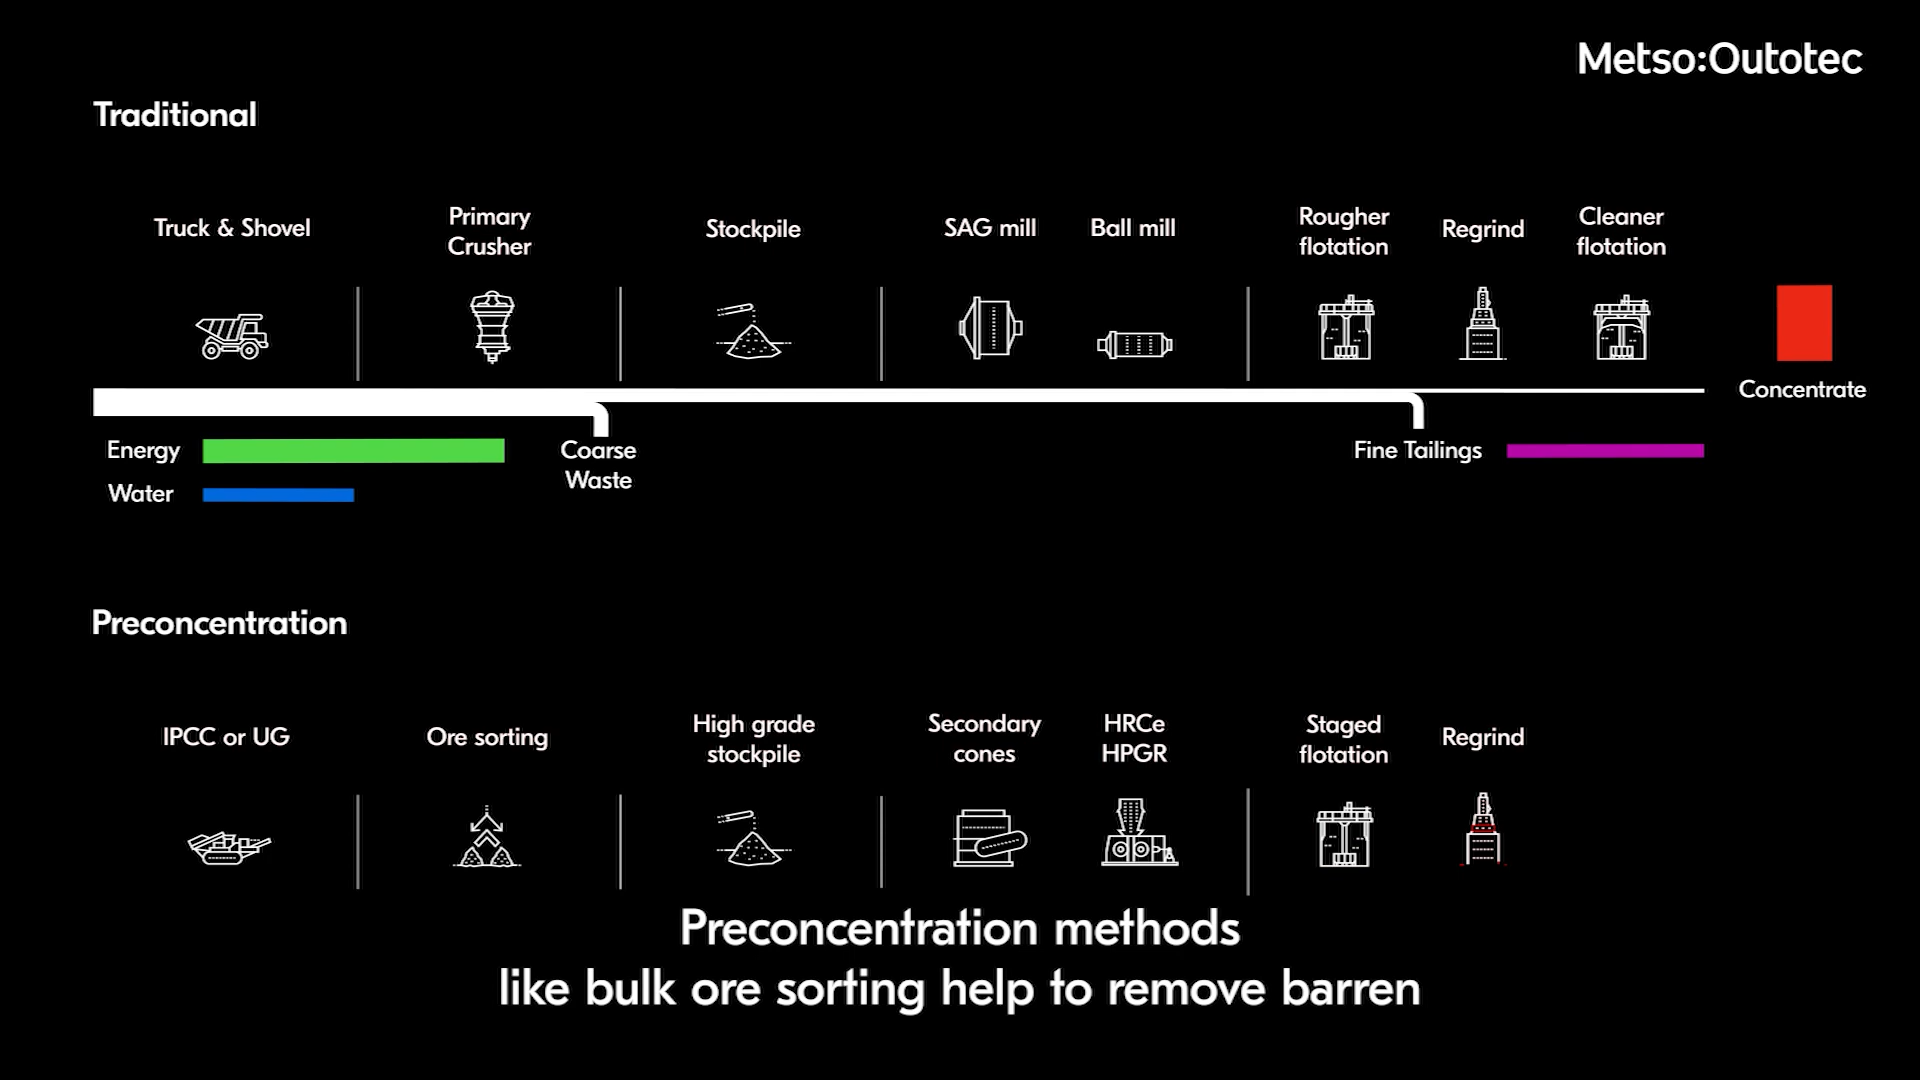 Metso:Outotec
Traditional
Truck & Shovel
Primary
Crusher
Stockpile
SAG mill
Ball mill
Rougher
flotation
Regrind
Cleaner
flotation
Concentrate
Energy
Water
Coarse
Waste
Fine Tailings
Preconcentration
IPCC or UG
Ore sorting
High grade
stockpile
Secondary
cones
HRCe
HPGR
Staged
flotation
Regrind
Preconcentration methods
like bulk ore sorting help to remove barren